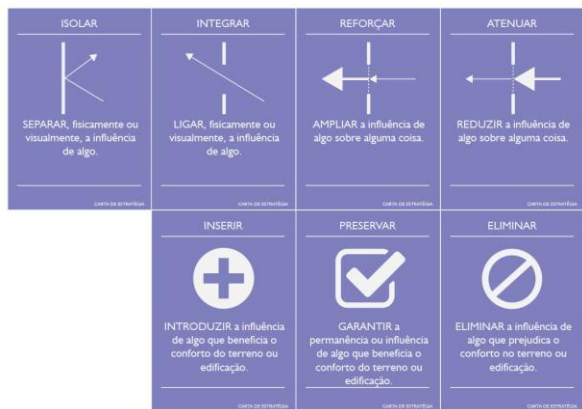 ISOLAR
SEPARAR, fisicamente ou
visualmente, a influência
de algo.
CARTA DE ESTRATÉGIA
INTEGRAR
LIGAR, fisicamente ou
visualmente, a influência
de algo.
CARTA DE ESTRATÉGIA
REFORÇAR
AMPLIAR a influência de
algo sobre alguma coisa.
CARTA DE ESTRATÉGIA
ATENUAR
REDUZIR a influência de
algo sobre alguma coisa.
CARTA DE ESTRATÉGIA
INSERIR
INTRODUZIR a influência
de algo que beneficia o
conforto do terreno ou
edificação.
CARTA DE ESTRATÉGIA
PRESERVAR
GARANTIR a
permanência ou influência
de algo que beneficia o
conforto do terreno ou
edificação.
CARTA DE ESTRATÉGIA
ELIMINAR
ELIMINAR a influência de
algo que prejudica o
conforto no terreno ou
edificação.
CARTA DE ESTRATÉGIA